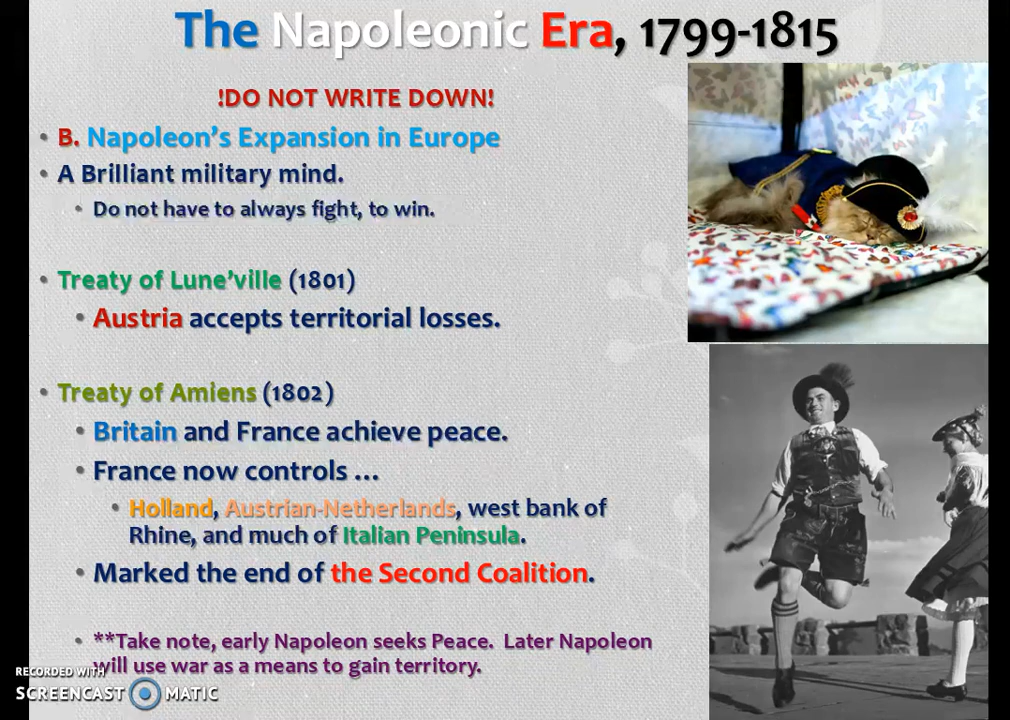 The Napoleonic Era, 1799-1815
!DO NOT WRITE DOWN!
• B. Napoleon's Expansion in Europe
• A Brilliant military mind.
• Do not have to always fight, to win.
• Treaty of Lune'ville (1801)
• Austria accepts territorial losses.
• Treaty of Amiens (1802)
• Britain and France achieve peace.
• France now controls …
• Holland, Austrian-Netherlands, west bank of
Rhine, and much of Italian Peninsula.
• Marked the end of the Second Coalition.
• **Take note, early Napoleon seeks Peace. Later Napoleon
will use war as a means to gain territory.
RECORDED WITH
SCREENCAST MATIC